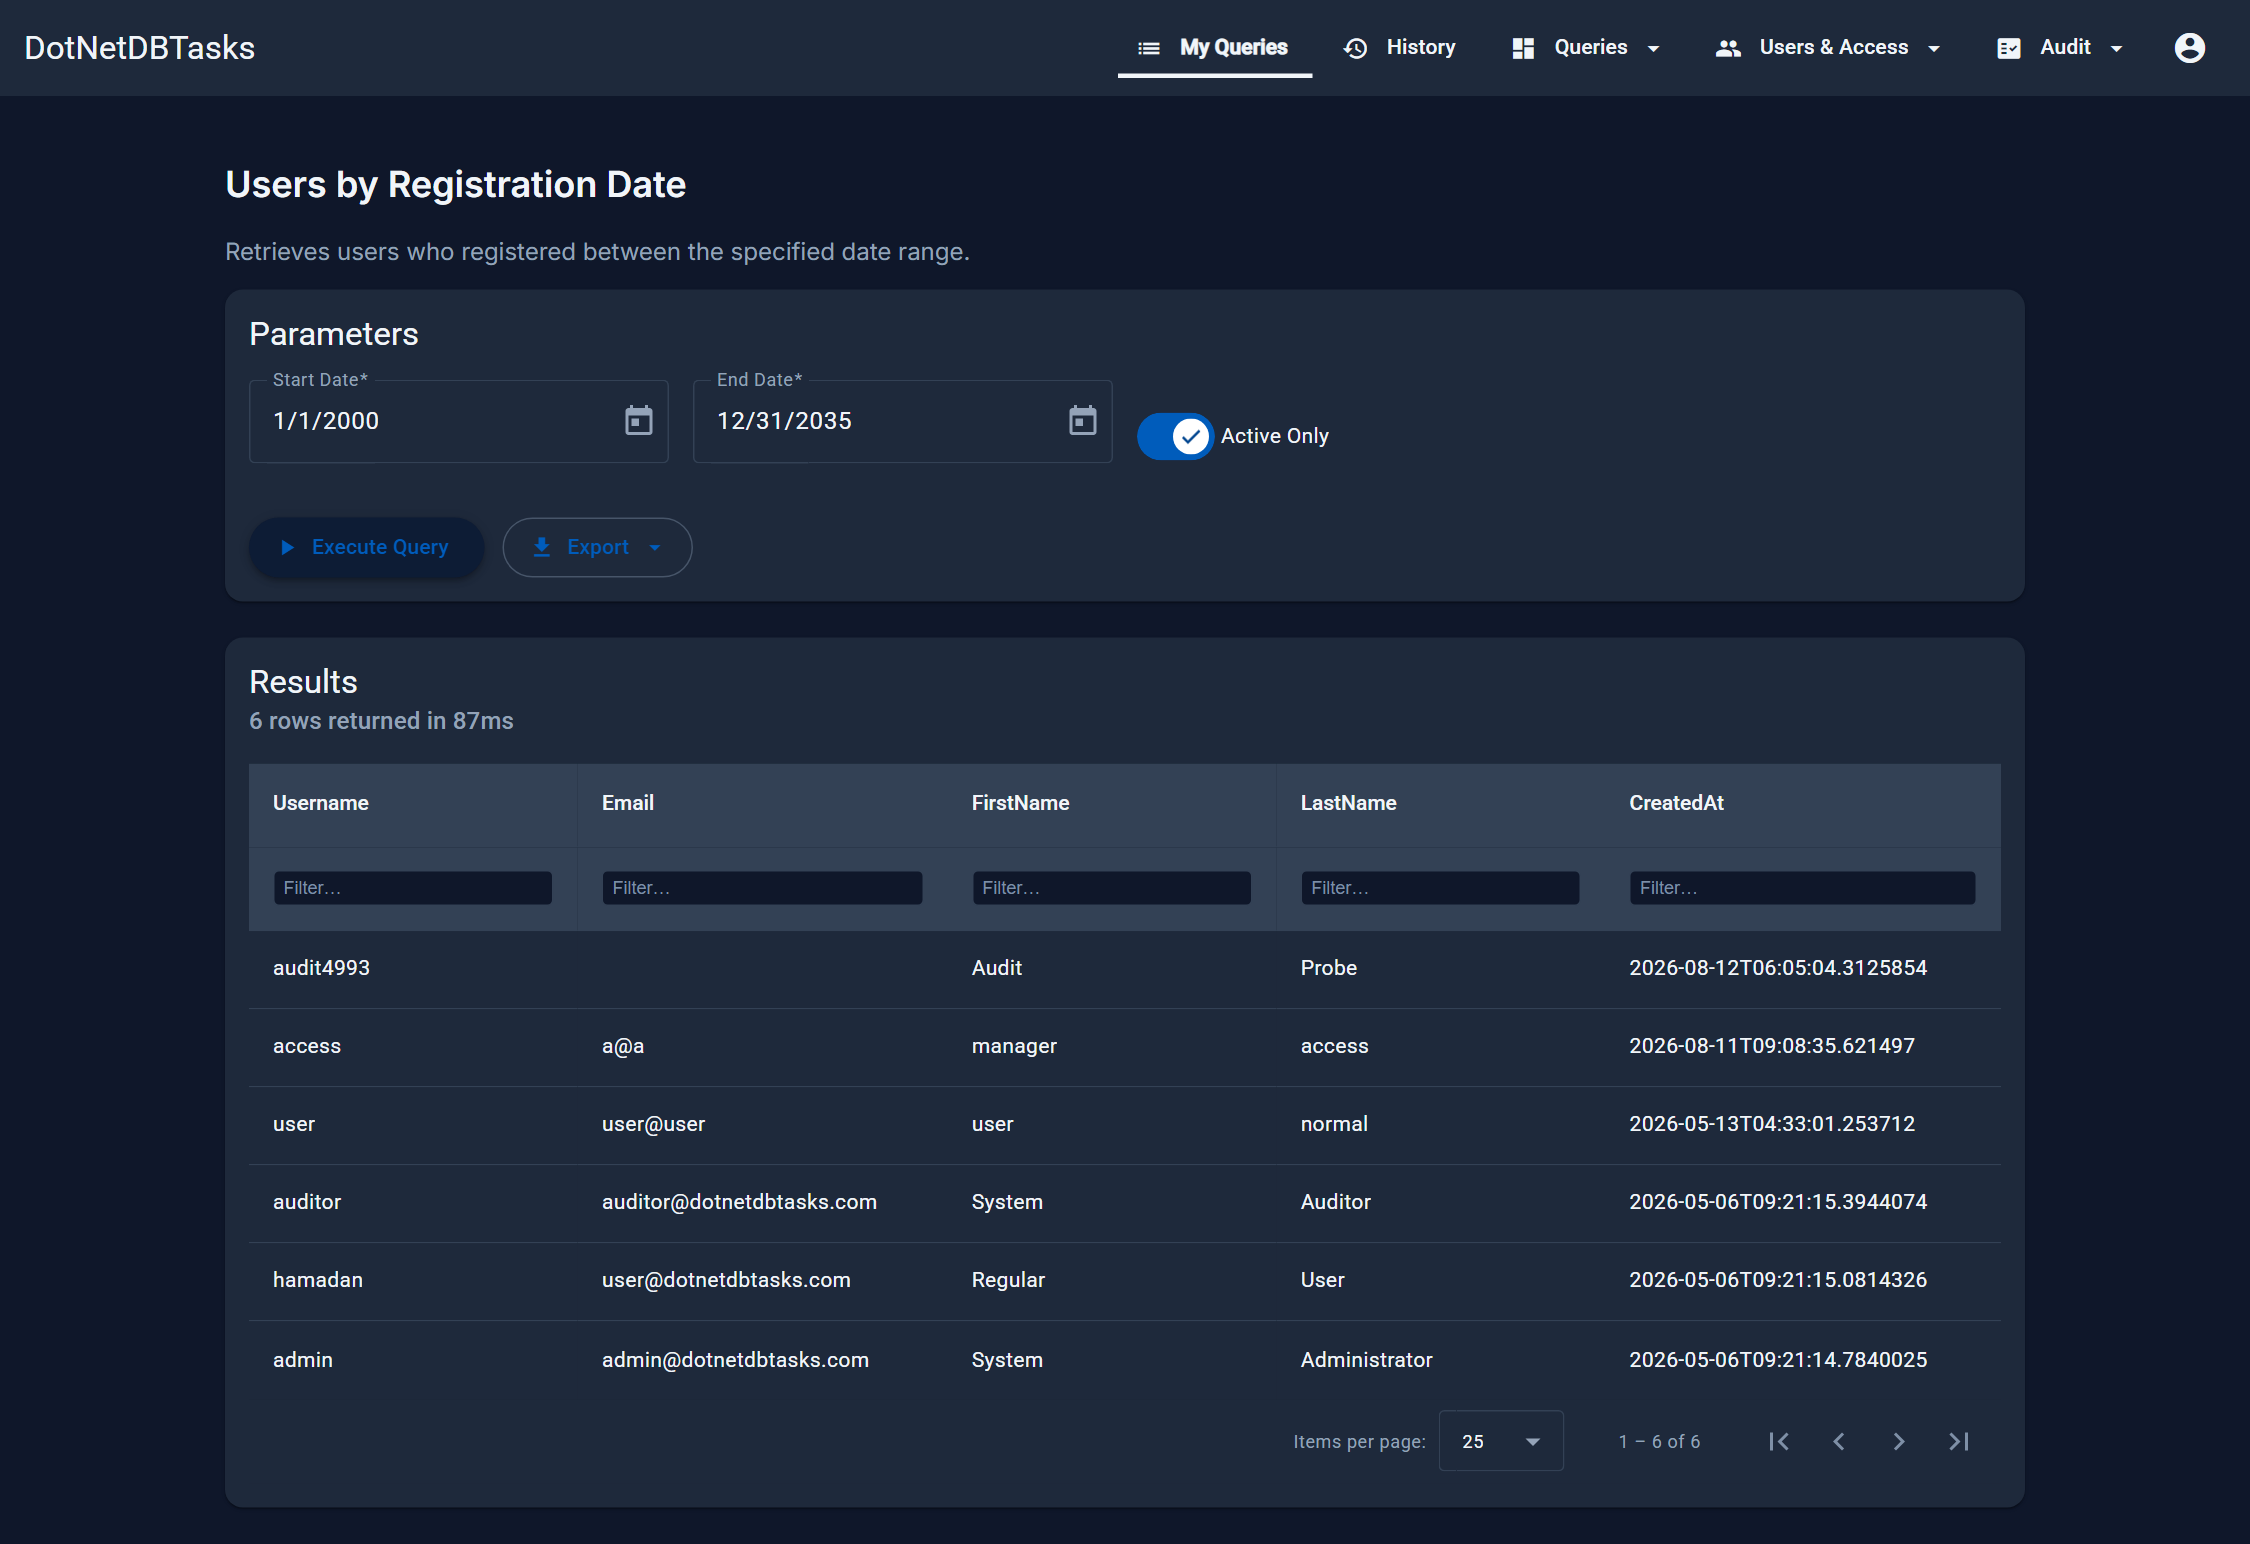 DotNetDBTasks
My Queries
History
Queries
Users & Access
Audit
Users by Registration Date
Retrieves users who registered between the specified date range.
Parameters
Start Date*
1/1/2000
End Date*
12/31/2035
Active Only
Execute Query
Export
Results
6 rows returned in 87ms
Username Email FirstName LastName CreatedAt
Filter... Filter... Filter... Filter... Filter...
audit4993 Audit Probe 2026-08-12T06:05:04.3125854
access a@a manager access 2026-08-11T09:08:35.621497
user user@user user normal 2026-05-13T04:33:01.253712
auditor auditor@dotnetdbtasks.com System Auditor 2026-05-06T09:21:15.3944074
hamadan user@dotnetdbtasks.com Regular User 2026-05-06T09:21:15.0814326
admin admin@dotnetdbtasks.com System Administrator 2026-05-06T09:21:14.7840025
Items per page: 25 1 – 6 of 6